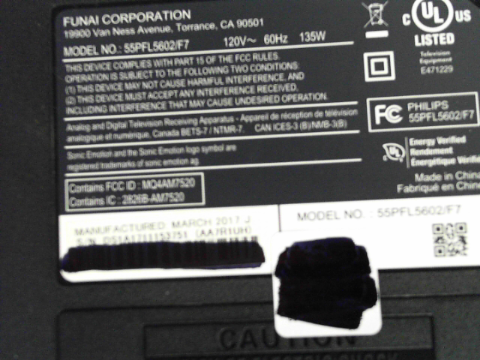 FUNAI CORPORATION
19900 Van Ness Avenue, Torrance, CA 90501
MODEL NO.: 55PFL5602/F7 120V~ 60Hz 135W
THIS DEVICE COMPLIES WITH PART 15 OF THE FCC RULES.
OPERATION IS SUBJECT TO THE FOLLOWING TWO CONDITIONS:
(1) THIS DEVICE MAY NOT CAUSE HARMFUL INTERFERENCE, AND
(2) THIS DEVICE MUST ACCEPT ANY INTERFERENCE RECEIVED,
INCLUDING INTERFERENCE THAT MAY CAUSE UNDESIRED OPERATION.
Analog and Digital Television Receiving Apparatus - Appareil de réception de télévision
analogique et numérique, Canada BETS-7 / NTMR-7. CAN ICES-3 (B)/NMB-3(B)
Sonic Emotion and the Sonic Emotion logo symbol are
registered trademarks of sonic emotion ag.
Contains FCC ID : MQ4AM7520
Contains IC : 2826B-AM7520
c UL US
LISTED
Television
Equipment
E471229
FC PHILIPS
55PFL5602/F7
Energy Verified
Rendement
Énergétique Vérifié
Made in China
Fabriqué en Chine
MANUFACTURED: MARCH 2017 J
S/N: [AA7R1UH]
MODEL NO. : 55PFL5602/F7
CAUTION